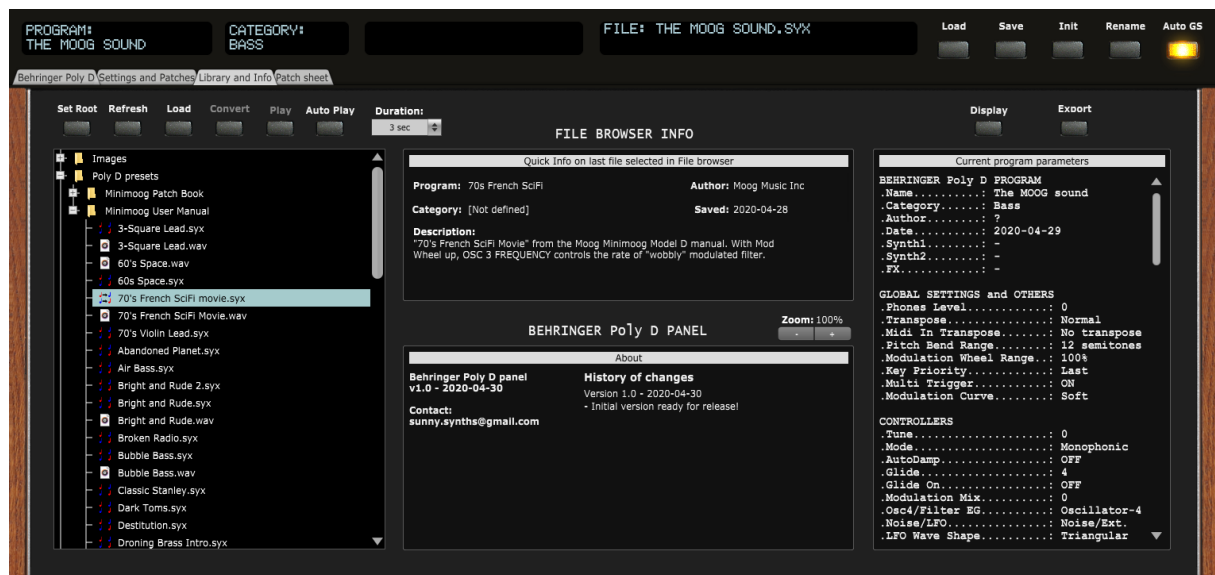 PROGRAM:
THE MOOG SOUND
CATEGORY:
BASS
FILE: THE MOOG SOUND.SYX
Load Save Init Rename Auto GS
Behringer Poly D Settings and Patches Library and Info Patch sheet
Set Root Refresh Load Convert Play Auto Play Duration:
3 sec
FILE BROWSER INFO
Display Export
Images
Poly D presets
Minimoog Patch Book
Minimoog User Manual
3-Square Lead.syx
3-Square Lead.wav
60's Space.wav
60s Space.syx
70's French SciFi movie.syx
70's French SciFi Movie.wav
70's Violin Lead.syx
Abandoned Planet.syx
Air Bass.syx
Bright and Rude 2.syx
Bright and Rude.syx
Bright and Rude.wav
Broken Radio.syx
Bubble Bass.syx
Bubble Bass.wav
Classic Stanley.syx
Dark Toms.syx
Destitution.syx
Droning Brass Intro.syx
Quick Info on last file selected in File browser
Program: 70s French SciFi Author: Moog Music Inc
Category: [Not defined] Saved: 2020-04-28
Description:
"70's French SciFi Movie" from the Moog Minimoog Model D manual. With Mod
Wheel up, OSC 3 FREQUENCY controls the rate of "wobbly" modulated filter.
BEHRINGER Poly D PANEL
Zoom: 100%
- +
About
Behringer Poly D panel
v1.0 - 2020-04-30
Contact:
sunny.synths@gmail.com
History of changes
Version 1.0 - 2020-04-30
- Initial version ready for release!
Current program parameters
BEHRINGER Poly D PROGRAM
.Name..........: The MOOG sound
.Category......: Bass
.Author........: ?
.Date..........: 2020-04-29
.Synth1........: -
.Synth2........: -
.FX............: -
GLOBAL SETTINGS and OTHERS
.Phones Level..........: 0
.Transpose.............: Normal
.Midi In Transpose.....: No transpose
.Pitch Bend Range......: 12 semitones
.Modulation Wheel Range..: 100%
.Key Priority..........: Last
.Multi Trigger.........: ON
.Modulation Curve......: Soft
CONTROLLERS
.Tune..................: 0
.Mode..................: Monophonic
.AutoDamp..............: OFF
.Glide.................: 4
.Glide On..............: OFF
.Modulation Mix........: 0
.Osc4/Filter EG........: Oscillator-4
.Noise/LFO.............: Noise/Ext.
.LFO Wave Shape........: Triangular